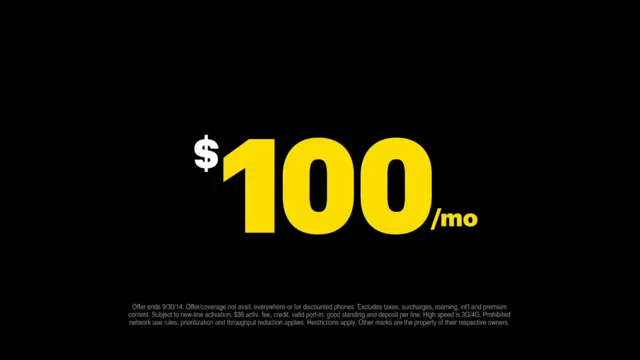 $100/mo
Offer ends 9/30/14. Offer/coverage not avail. everywhere or for discounted phones. Excludes taxes, surcharges, roaming, int'l and premium
content. Subject to new-line activation, $36 activ. fee, credit, valid port-in, good standing and deposit per line. High speed is 3G/4G. Prohibited
network use rules, prioritization and throughput reduction applies. Restrictions apply. Other marks are the property of their respective owners.